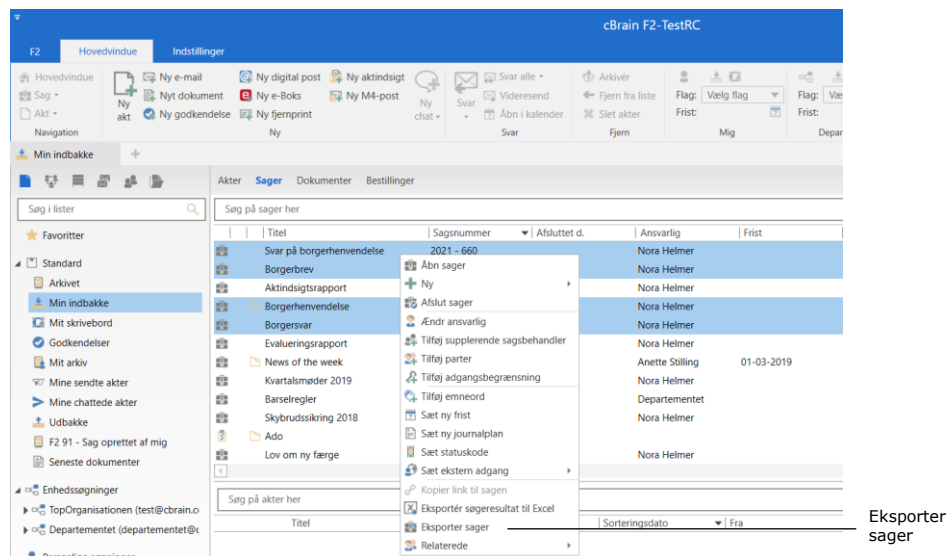 cBrain F2-TestRC
F2 Hovedvindue Indstillinger
Hovedvindue
Sag
Akt
Navigation
Ny akt
Ny e-mail
Nyt dokument
Ny godkendelse
Ny digital post
Ny e-Boks
Ny fjernprint
Ny aktindsigt
Ny M4-post
Ny
Ny chat
Svar
Svar alle
Videresend
Åbn i kalender
Svar
Arkivér
Fjern fra liste
Slet akter
Fjern
Flag: Vælg flag
Frist:
Mig
Flag:
Frist:
Min indbakke
Akter Sager Dokumenter Bestillinger
Søg i lister
Søg på sager her
Favoritter
Standard
Arkivet
Min indbakke
Mit skrivebord
Godkendelser
Mit arkiv
Mine sendte akter
Mine chattede akter
Udbakke
F2 91 - Sag oprettet af mig
Seneste dokumenter
Enhedssøgninger
TopOrganisationen (test@cbrain.c
Departementet (departementet@
Titel Sagsnummer Afsluttet d. Ansvarlig Frist
Svar på borgerhenvendelse 2021 - 660 Nora Helmer
Borgerbrev Nora Helmer
Aktindsigtsrapport Nora Helmer
Borgerhenvendelse Nora Helmer
Borgersvar Nora Helmer
Evalueringsrapport Nora Helmer
News of the week Anette Stilling 01-03-2019
Kvartalsmøder 2019 Nora Helmer
Barselregler Departementet
Skybrudssikring 2018 Nora Helmer
Ado
Lov om ny færge Nora Helmer
Åbn sager
Ny
Afslut sager
Ændr ansvarlig
Tilføj supplerende sagsbehandler
Tilføj parter
Tilføj adgangsbegrænsning
Tilføj emneord
Sæt ny frist
Sæt ny journalplan
Sæt statuskode
Sæt ekstern adgang
Kopier link til sagen
Eksportér søgeresultat til Excel
Eksporter sager
Relaterede
Søg på akter her
Titel Sorteringsdato Fra
Eksporter
sager